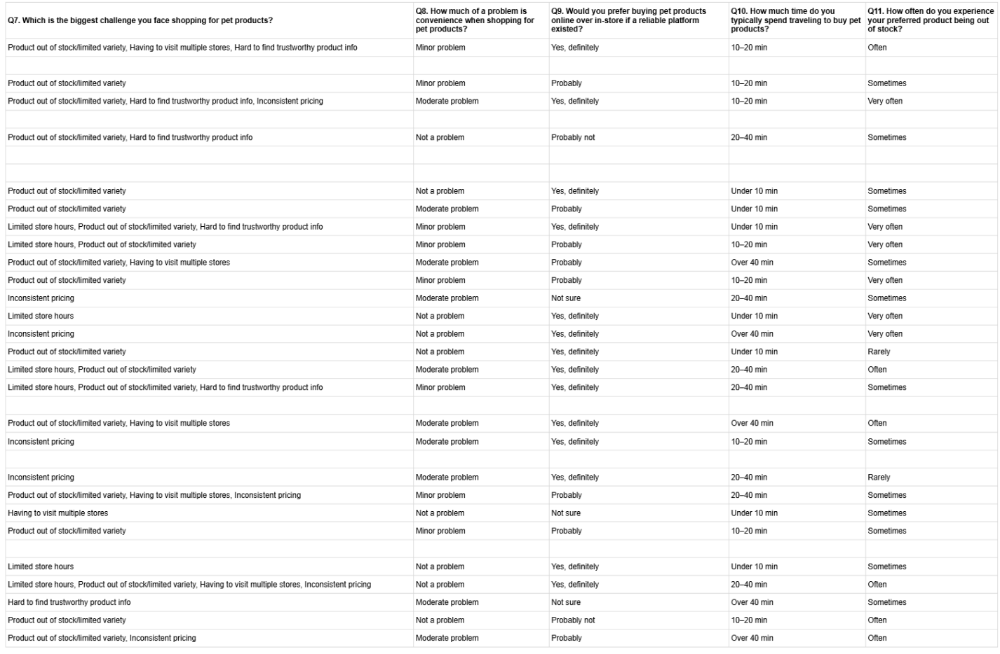 Q7. Which is the biggest challenge you face shopping for pet products? Q8. How much of a problem is convenience when shopping for pet products? Q9. Would you prefer buying pet products online over in-store if a reliable platform existed? Q10. How much time do you typically spend traveling to buy pet products? Q11. How often do you experience your preferred product being out of stock?
Product out of stock/limited variety, Having to visit multiple stores, Hard to find trustworthy product info Minor problem Yes, definitely 10–20 min Often
Product out of stock/limited variety Minor problem Probably 10–20 min Sometimes
Product out of stock/limited variety, Hard to find trustworthy product info, Inconsistent pricing Moderate problem Yes, definitely 10–20 min Very often
Product out of stock/limited variety, Hard to find trustworthy product info Not a problem Probably not 20–40 min Sometimes
Product out of stock/limited variety Not a problem Yes, definitely Under 10 min Sometimes
Product out of stock/limited variety Moderate problem Probably Under 10 min Sometimes
Limited store hours, Product out of stock/limited variety, Hard to find trustworthy product info Minor problem Yes, definitely Under 10 min Very often
Limited store hours, Product out of stock/limited variety Minor problem Probably 10–20 min Very often
Product out of stock/limited variety, Having to visit multiple stores Moderate problem Probably Over 40 min Sometimes
Product out of stock/limited variety Minor problem Probably 10–20 min Very often
Inconsistent pricing Moderate problem Not sure 20–40 min Sometimes
Limited store hours Not a problem Yes, definitely Under 10 min Very often
Inconsistent pricing Not a problem Yes, definitely Over 40 min Very often
Product out of stock/limited variety Not a problem Yes, definitely Under 10 min Rarely
Limited store hours, Product out of stock/limited variety Moderate problem Yes, definitely 20–40 min Often
Limited store hours, Product out of stock/limited variety, Hard to find trustworthy product info Minor problem Yes, definitely 20–40 min Sometimes
Product out of stock/limited variety, Having to visit multiple stores Moderate problem Yes, definitely Over 40 min Often
Inconsistent pricing Moderate problem Yes, definitely 10–20 min Sometimes
Inconsistent pricing Moderate problem Yes, definitely 20–40 min Rarely
Product out of stock/limited variety, Having to visit multiple stores, Inconsistent pricing Minor problem Probably 20–40 min Sometimes
Having to visit multiple stores Not a problem Not sure Under 10 min Sometimes
Product out of stock/limited variety Minor problem Probably 10–20 min Sometimes
Limited store hours Not a problem Yes, definitely Under 10 min Sometimes
Limited store hours, Product out of stock/limited variety, Having to visit multiple stores, Inconsistent pricing Not a problem Yes, definitely 20–40 min Often
Hard to find trustworthy product info Moderate problem Not sure Over 40 min Sometimes
Product out of stock/limited variety Not a problem Probably not 10–20 min Often
Product out of stock/limited variety, Inconsistent pricing Moderate problem Probably Over 40 min Often